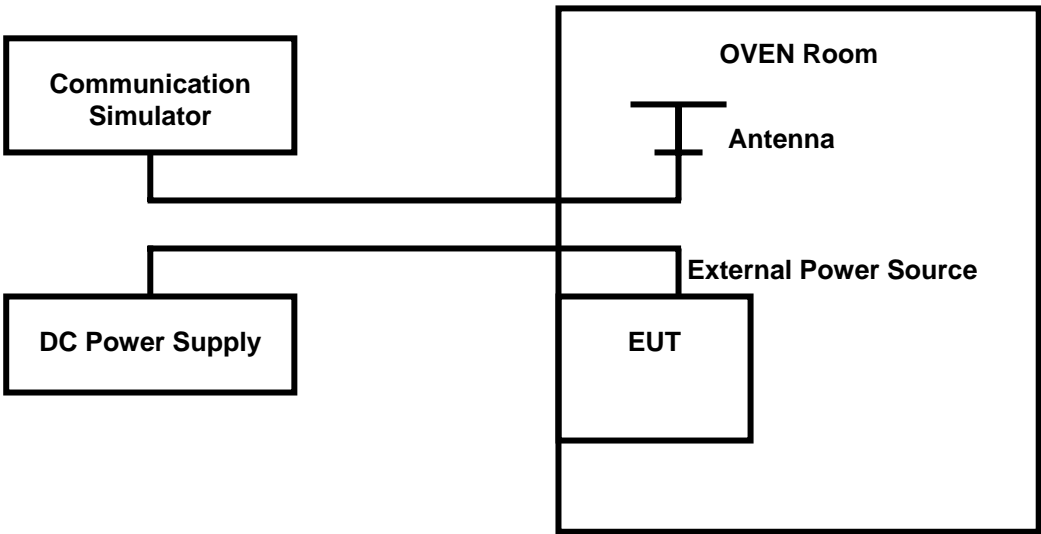 Communication
Simulator
OVEN Room
Antenna
External Power Source
DC Power Supply
EUT